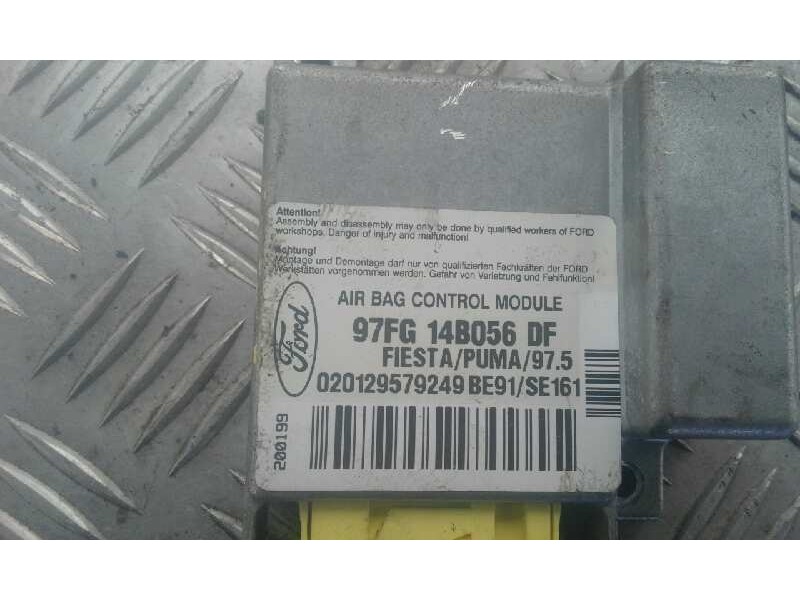 Attention!
Assembly and disassembly may only be done by qualified workers of FORD
workshops. Danger of injury and malfunction!
Achtung!
Montage und Demontage darf nur von qualifizierten Fachkräften der FORD
Werkstätten vorgenommen werden. Gefahr von Verletzung und Fehlfunktion!
AIR BAG CONTROL MODULE
Ford
97FG 14B056 DF
FIESTA/PUMA/97.5
020129579249 BE91/SE161
200199